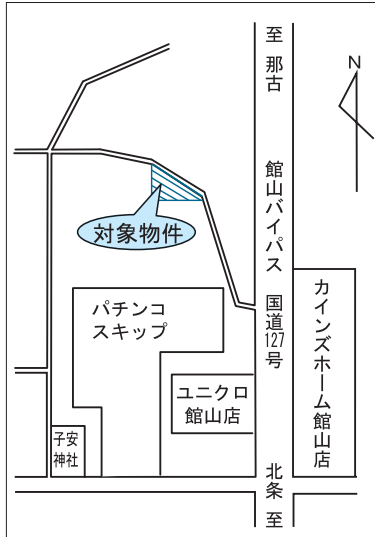 至 那古
N
館山バイパス 国道127号
対象物件
パチンコ
スキップ
カインズホーム館山店
ユニクロ
館山店
子安
神社
北条 至